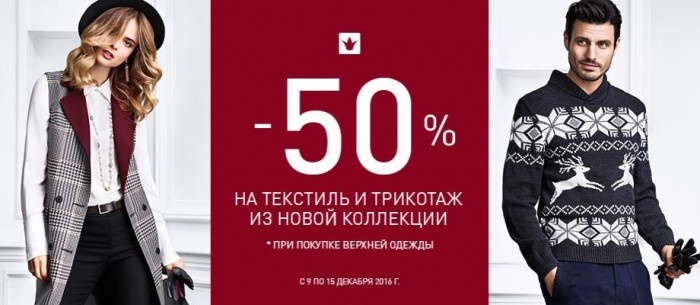 -50%
НА ТЕКСТИЛЬ И ТРИКОТАЖ
ИЗ НОВОЙ КОЛЛЕКЦИИ
* ПРИ ПОКУПКЕ ВЕРХНЕЙ ОДЕЖДЫ
С 9 ПО 15 ДЕКАБРЯ 2016 Г.